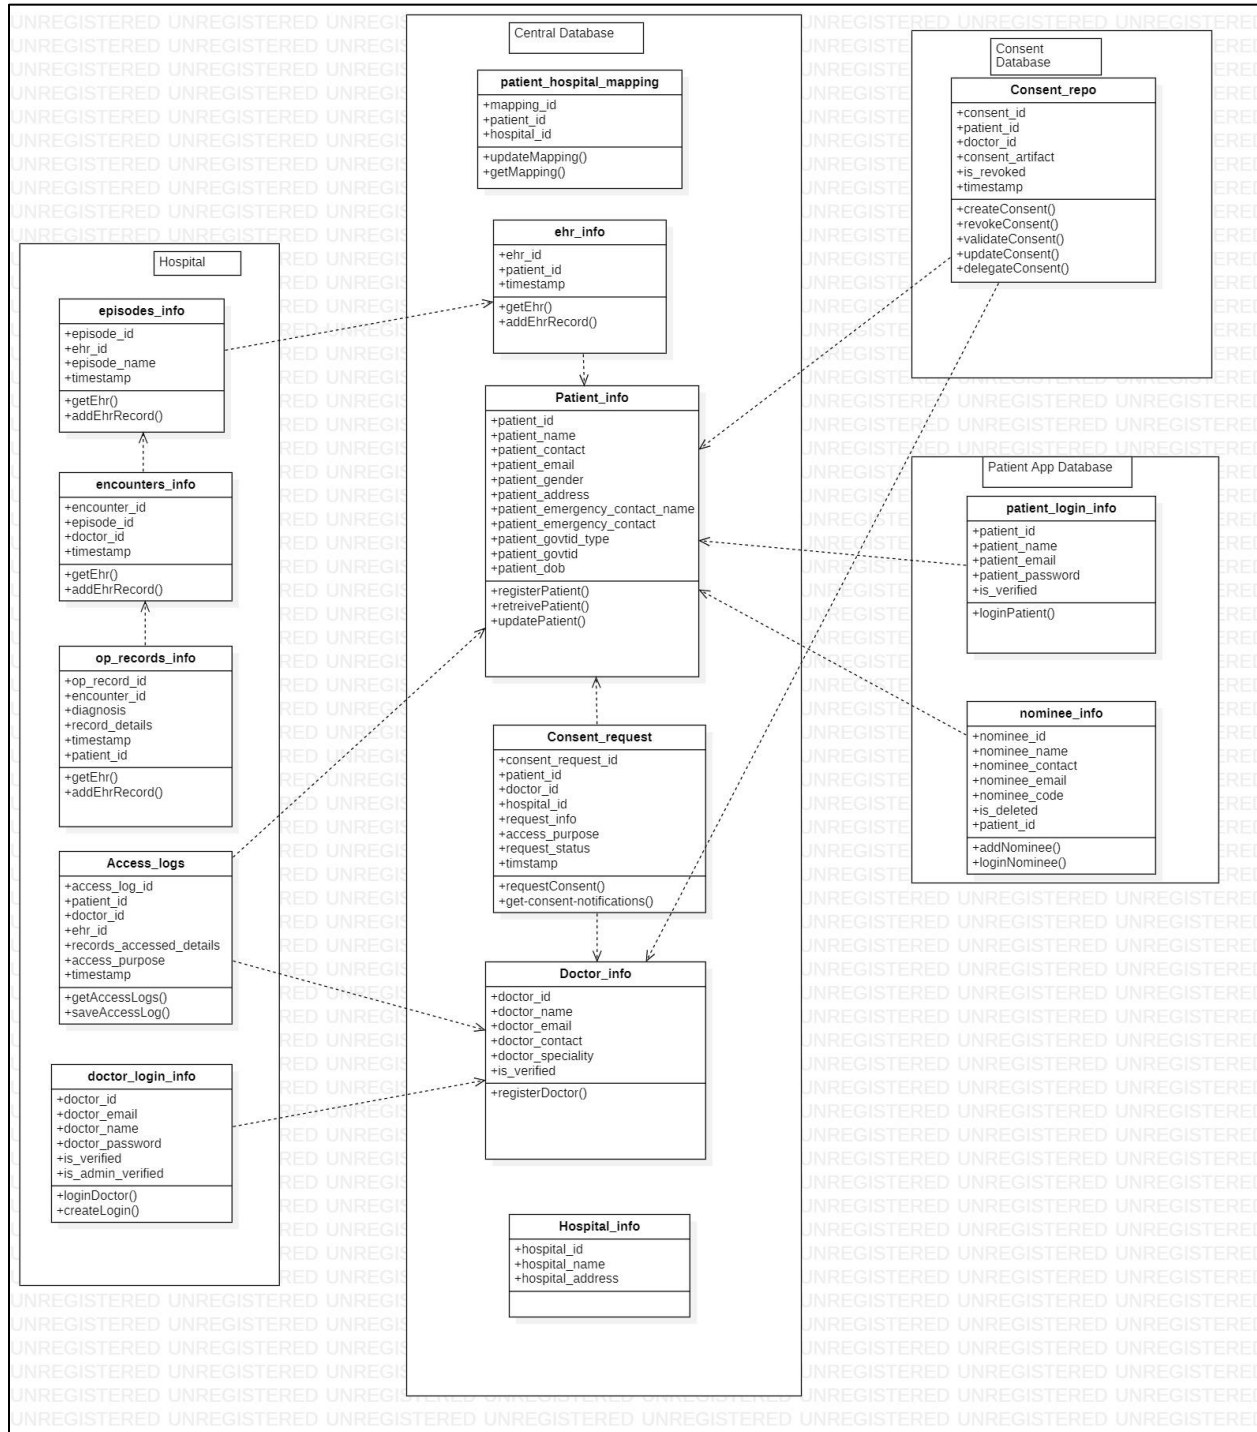 Hospital
episodes_info
+episode_id
+ehr_id
+episode_name
+timestamp
+getEhr()
+addEhrRecord()
encounters_info
+encounter_id
+episode_id
+doctor_id
+timestamp
+getEhr()
+addEhrRecord()
op_records_info
+op_record_id
+encounter_id
+diagnosis
+record_details
+timestamp
+patient_id
+getEhr()
+addEhrRecord()
Access_logs
+access_log_id
+patient_id
+doctor_id
+ehr_id
+records_accessed_details
+access_purpose
+timestamp
+getAccessLogs()
+saveAccessLog()
doctor_login_info
+doctor_id
+doctor_email
+doctor_name
+doctor_password
+is_verified
+is_admin_verified
+loginDoctor()
+createLogin()
Central Database
patient_hospital_mapping
+mapping_id
+patient_id
+hospital_id
+updateMapping()
+getMapping()
ehr_info
+ehr_id
+patient_id
+timestamp
+getEhr()
+addEhrRecord()
Patient_info
+patient_id
+patient_name
+patient_contact
+patient_email
+patient_gender
+patient_address
+patient_emergency_contact_name
+patient_emergency_contact
+patient_govtid_type
+patient_govtid
+patient_dob
+registerPatient()
+retreivePatient()
+updatePatient()
Consent_request
+consent_request_id
+patient_id
+doctor_id
+hospital_id
+request_info
+access_purpose
+request_status
+timstamp
+requestConsent()
+get-consent-notifications()
Doctor_info
+doctor_id
+doctor_name
+doctor_email
+doctor_contact
+doctor_speciality
+is_verified
+registerDoctor()
Hospital_info
+hospital_id
+hospital_name
+hospital_address
Consent
Database
Consent_repo
+consent_id
+patient_id
+doctor_id
+consent_artifact
+is_revoked
+timestamp
+createConsent()
+revokeConsent()
+validateConsent()
+updateConsent()
+delegateConsent()
Patient App Database
patient_login_info
+patient_id
+patient_name
+patient_email
+patient_password
+is_verified
+loginPatient()
nominee_info
+nominee_id
+nominee_name
+nominee_contact
+nominee_email
+nominee_code
+is_deleted
+patient_id
+addNominee()
+loginNominee()
UNREGISTERED